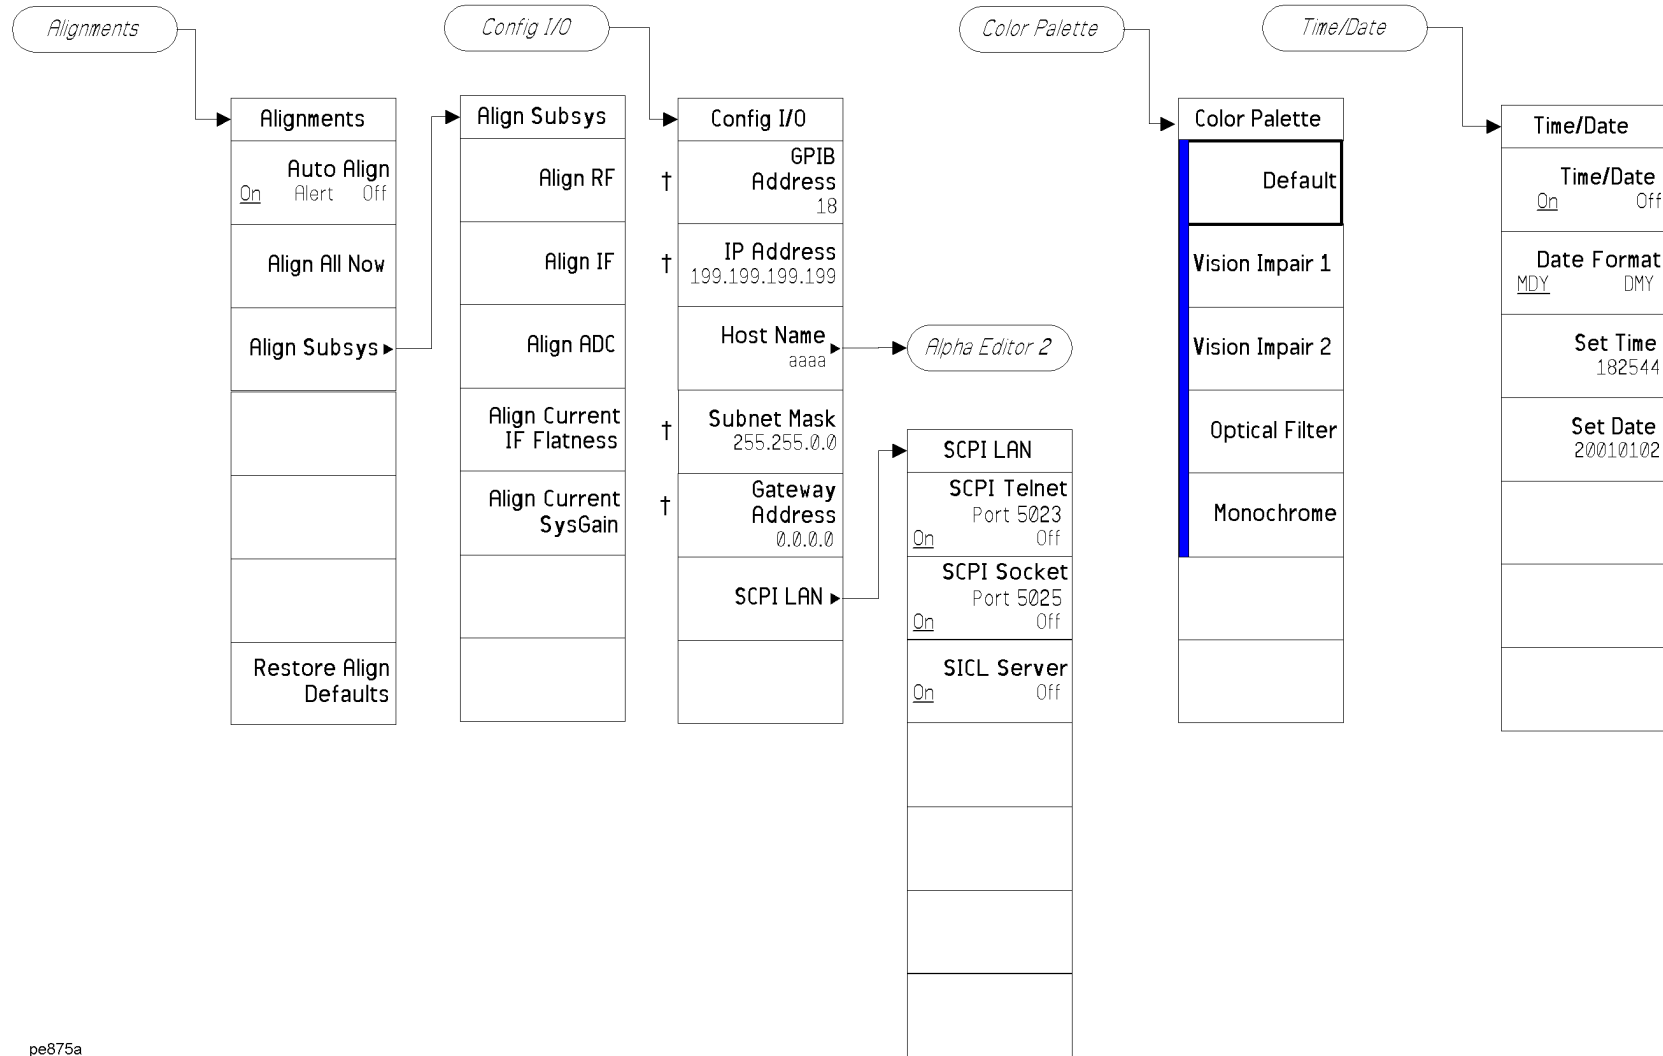 Alignments
Config I/O
Color Palette
Time/Date
Alignments
Auto Align
On Alert Off
Align All Now
Align Subsys
Restore Align
Defaults
Align Subsys
Align RF
Align IF
Align ADC
Align Current
IF Flatness
Align Current
SysGain
Config I/O
GPIB
† Address
18
† IP Address
199.199.199.199
Host Name
aaaa
Alpha Editor 2
† Subnet Mask
255.255.0.0
Gateway
† Address
0.0.0.0
SCPI LAN
SCPI LAN
SCPI Telnet
Port 5023
On Off
SCPI Socket
Port 5025
On Off
SICL Server
On Off
Color Palette
Default
Vision Impair 1
Vision Impair 2
Optical Filter
Monochrome
Time/Date
Time/Date
On Off
Date Format
MDY DMY
Set Time
182544
Set Date
20010102
pe875a